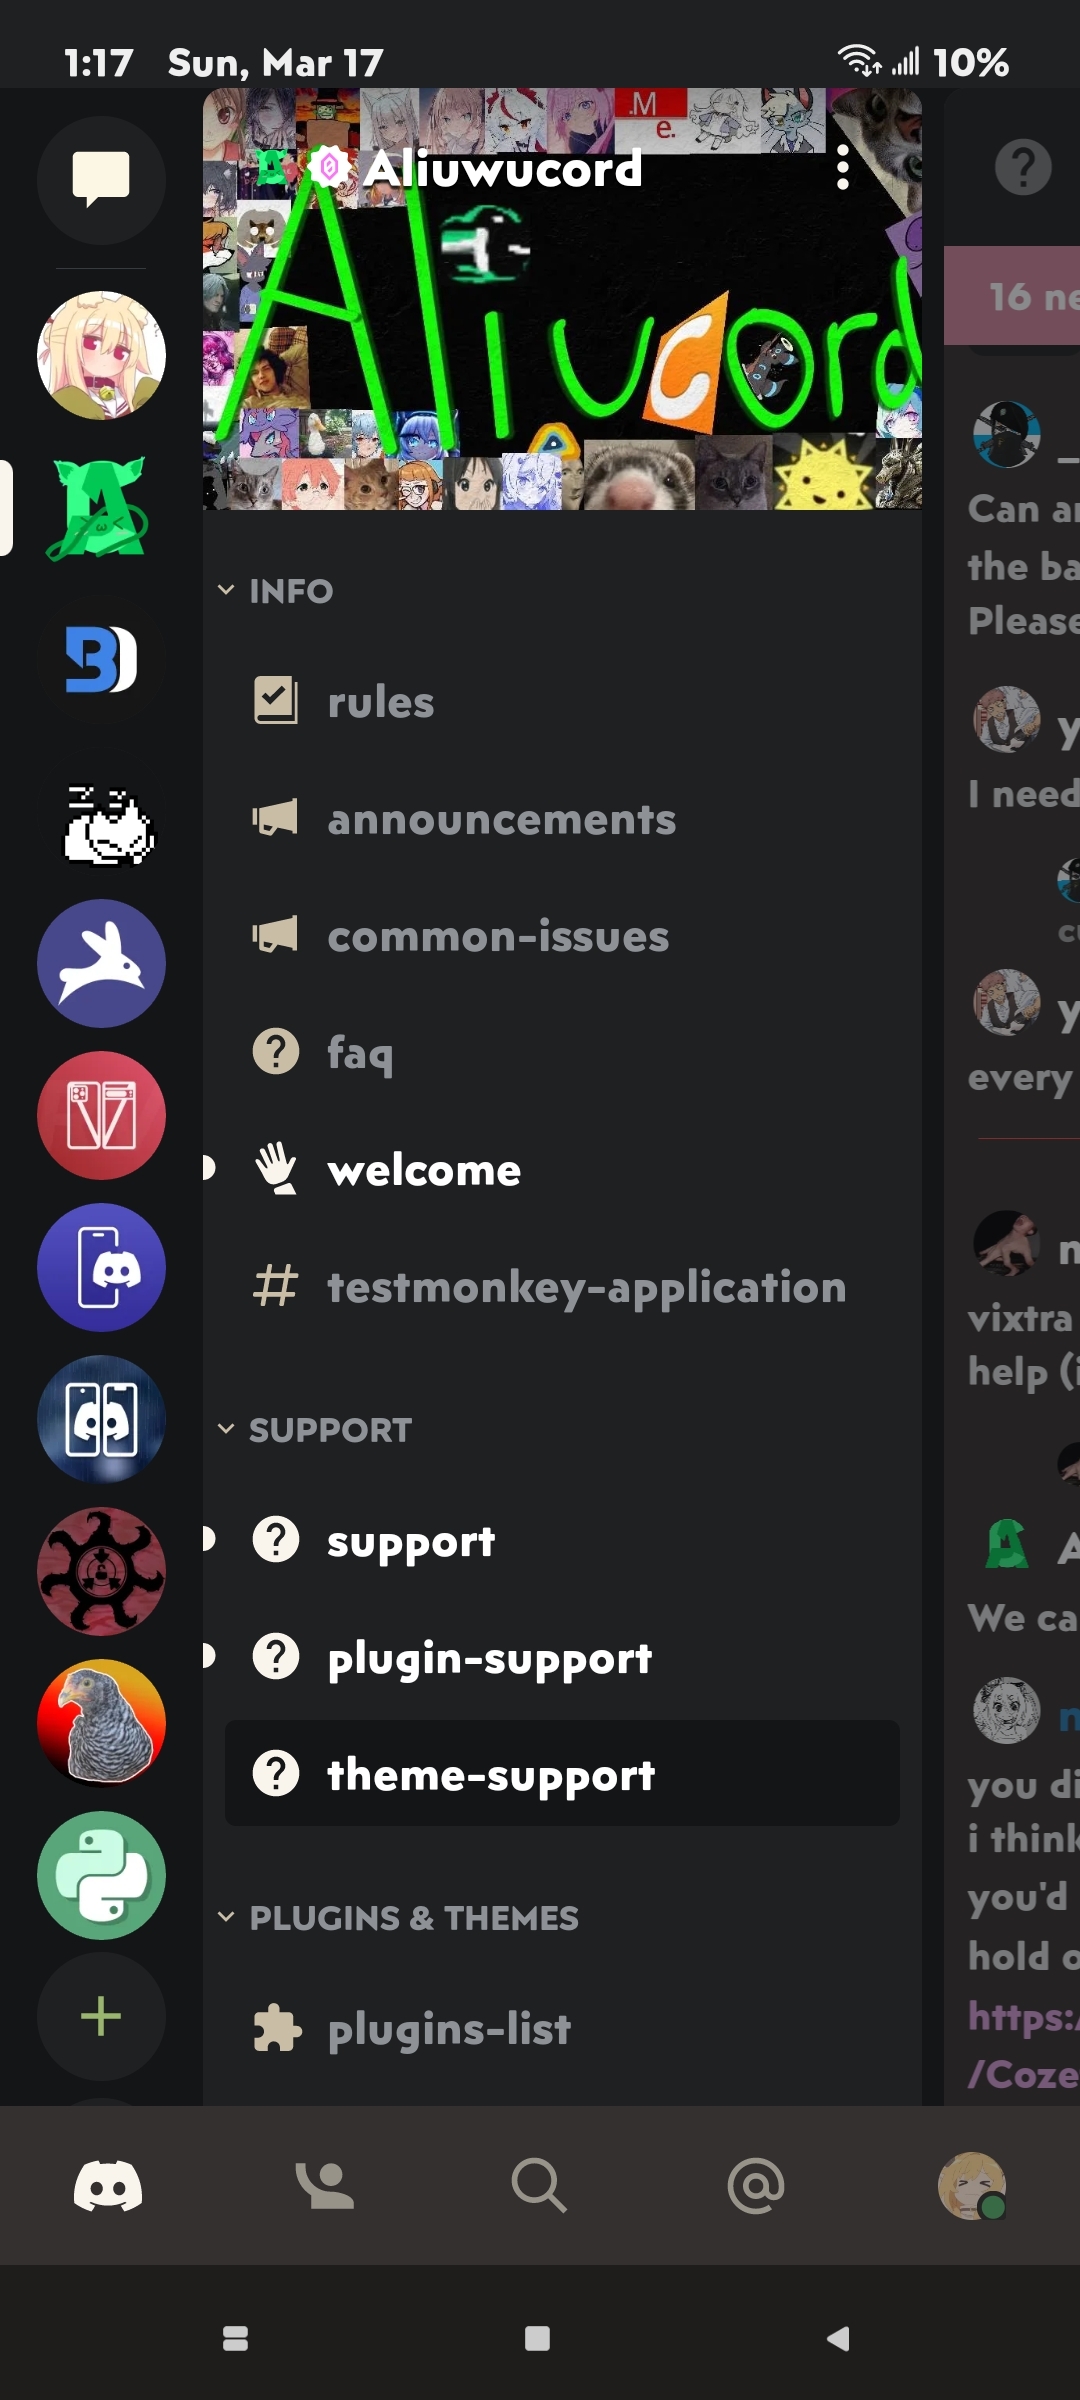 1:17 Sun, Mar 17
10%
.M
e.
Aliuwucord
Aliucord
16 ne
INFO
rules
announcements
common-issues
faq
welcome
testmonkey-application
SUPPORT
support
plugin-support
theme-support
PLUGINS & THEMES
plugins-list
Can a
the ba
Please
y
I need
y
every
vixtra
help (i
A
We ca
you di
i think
you'd
hold o
https:/
/Coze